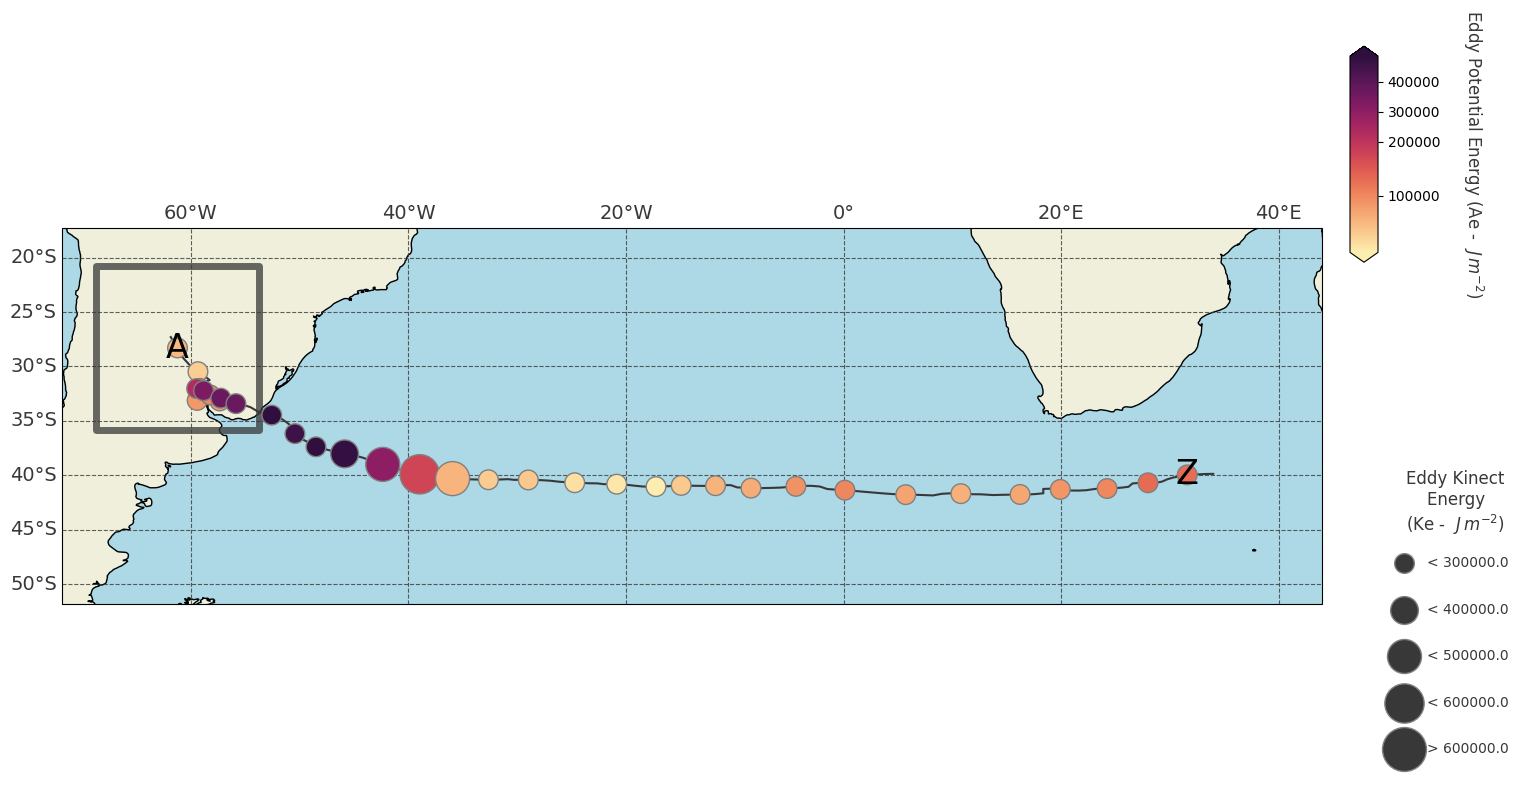 60°W 40°W 20°W 0° 20°E 40°E
20°S
25°S
30°S
35°S
40°S
45°S
50°S
A
Z
400000
300000
200000
100000
Eddy Potential Energy (Ae - J m⁻²)
Eddy Kinect
Energy
(Ke - J m⁻²)
< 300000.0
< 400000.0
< 500000.0
< 600000.0
> 600000.0